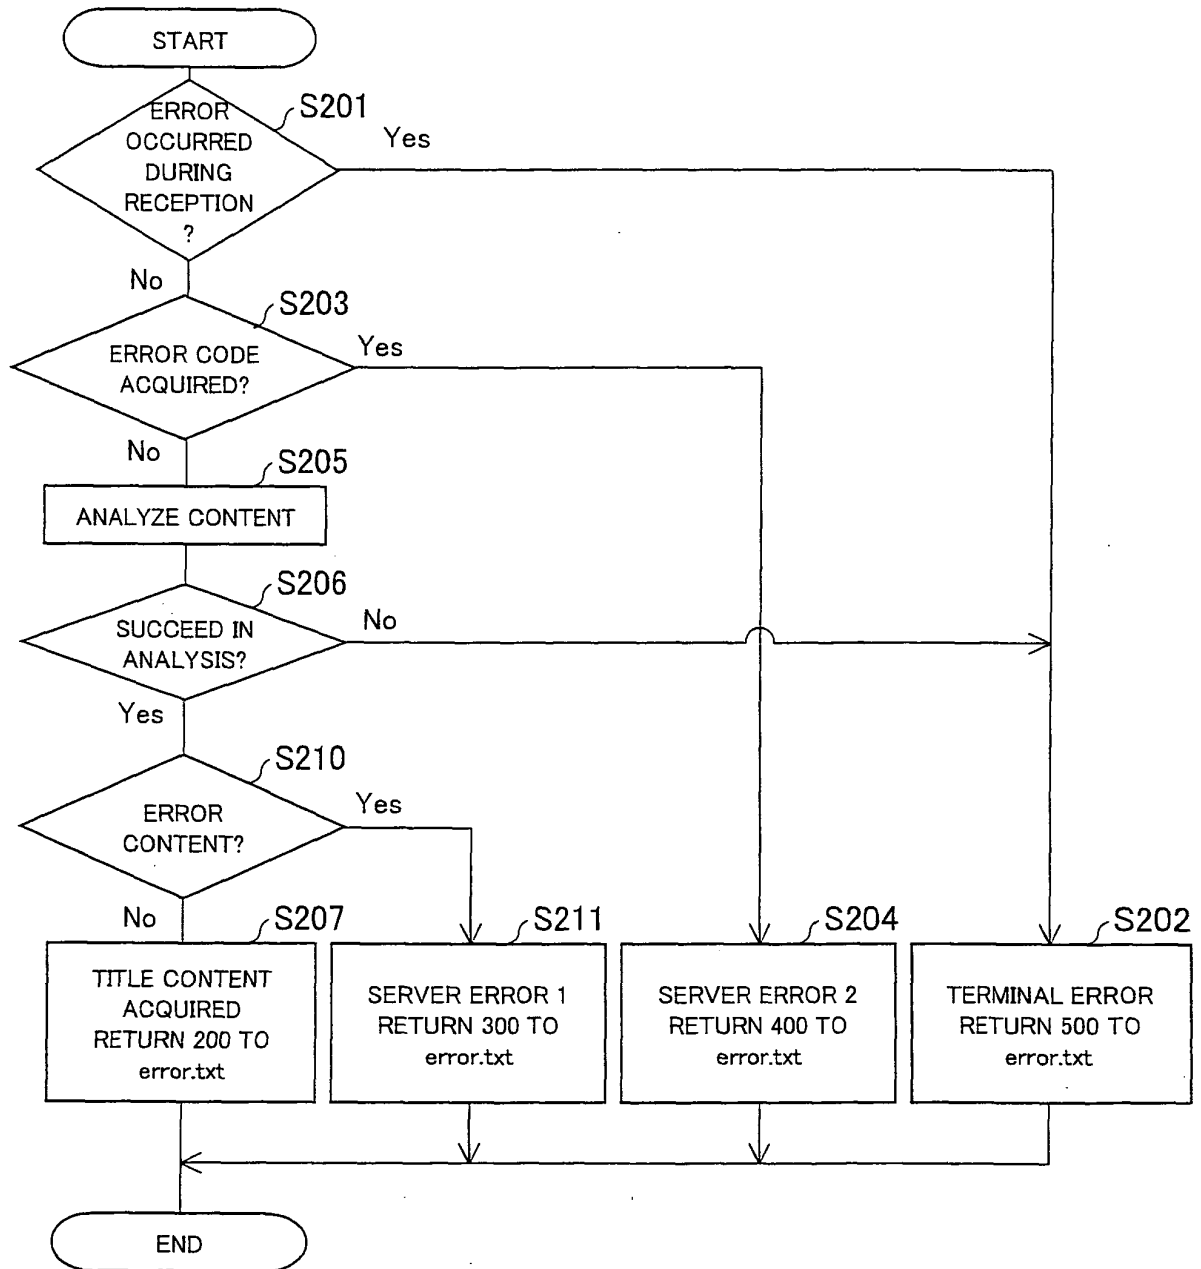 START
ERROR
OCCURRED
DURING
RECEPTION
?
S201
Yes
No
S203
ERROR CODE
ACQUIRED?
Yes
No
S205
ANALYZE CONTENT
S206
SUCCEED IN
ANALYSIS?
No
Yes
S210
ERROR
CONTENT?
Yes
No
S207
TITLE CONTENT
ACQUIRED
RETURN 200 TO
error.txt
S211
SERVER ERROR 1
RETURN 300 TO
error.txt
S204
SERVER ERROR 2
RETURN 400 TO
error.txt
S202
TERMINAL ERROR
RETURN 500 TO
error.txt
END